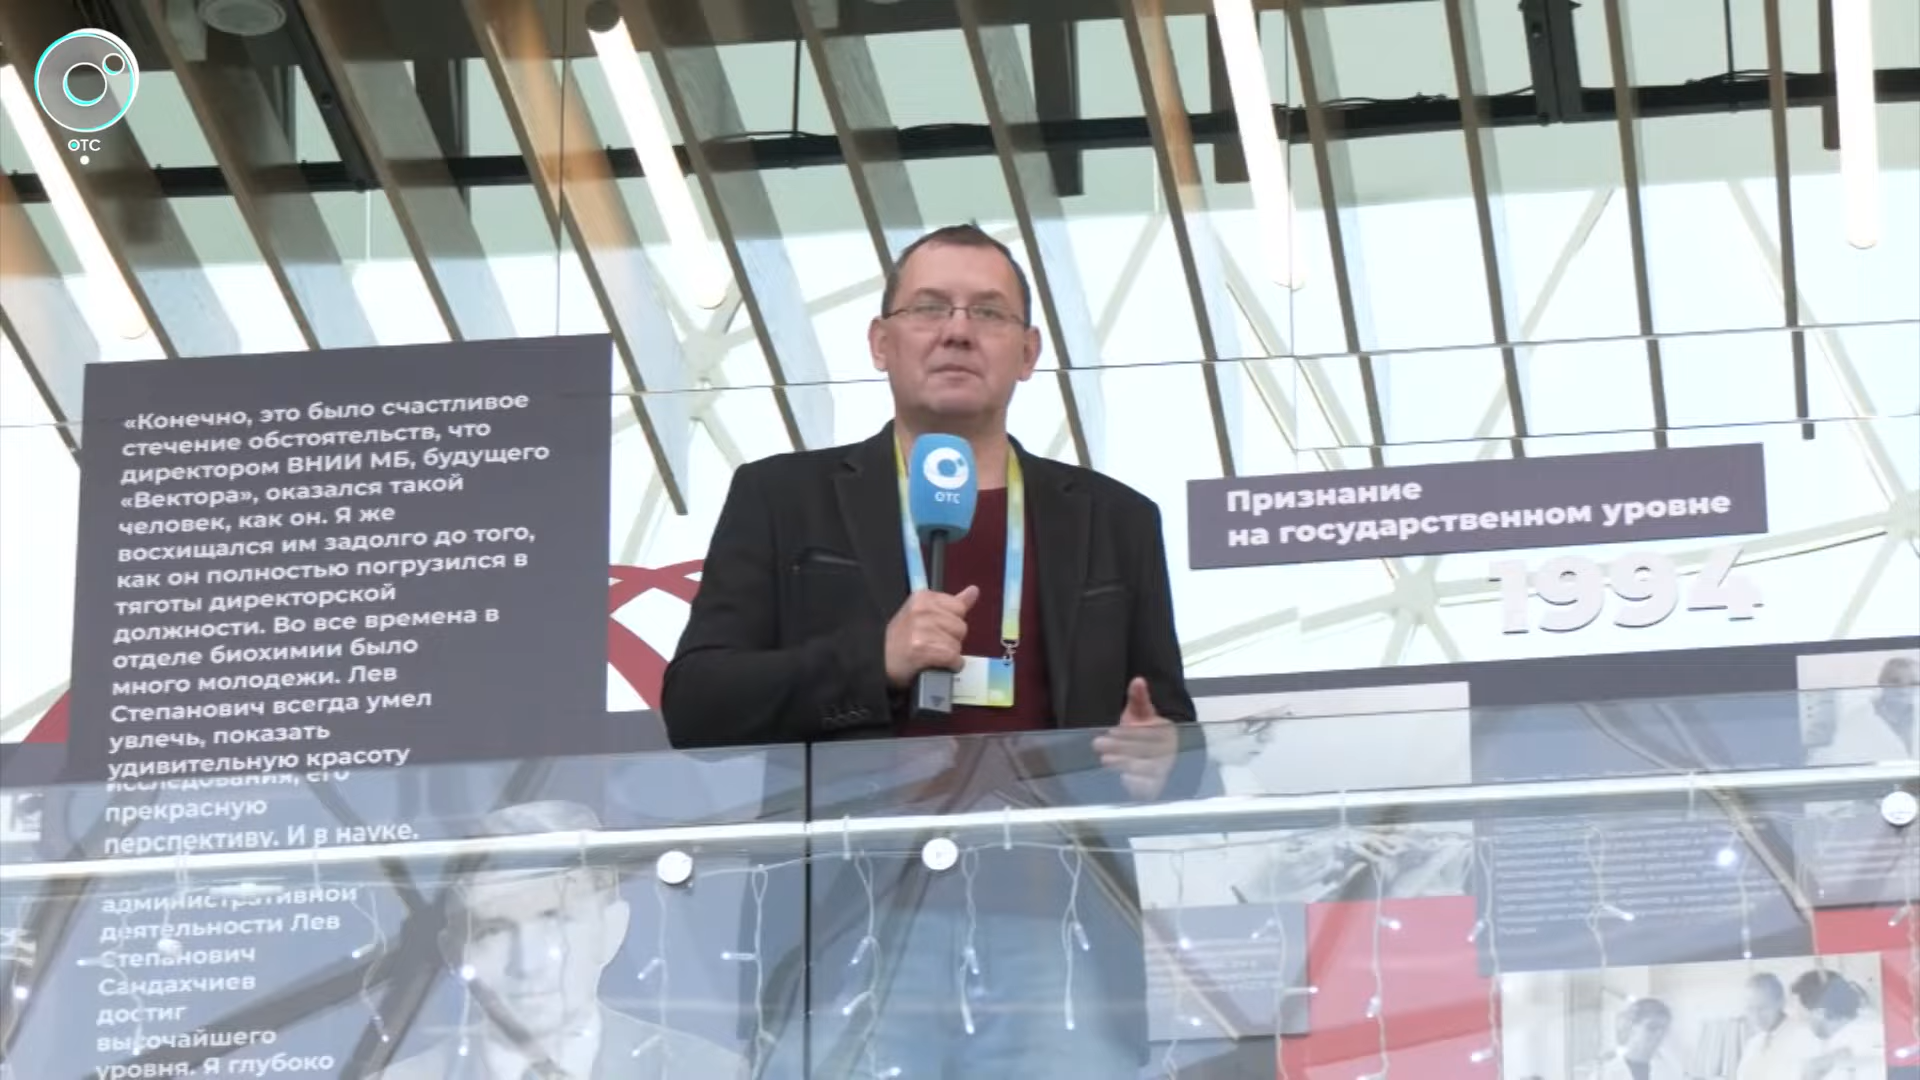 ОТС
«Конечно, это было счастливое
стечение обстоятельств, что
директором ВНИИ МБ, будущего
«Вектора», оказался такой
человек, как он. Я же
восхищался им задолго до того,
как он полностью погрузился в
тяготы директорской
должности. Во все времена в
отделе биохимии было
много молодежи. Лев
Степанович всегда умел
увлечь, показать
удивительную красоту
исследования, его
прекрасную
перспективу. И в науке,
административной
деятельности Лев
Степанович
Сандахчиев
достиг
высочайшего
уровня. Я глубоко
ОТС
Признание
на государственном уровне
1994